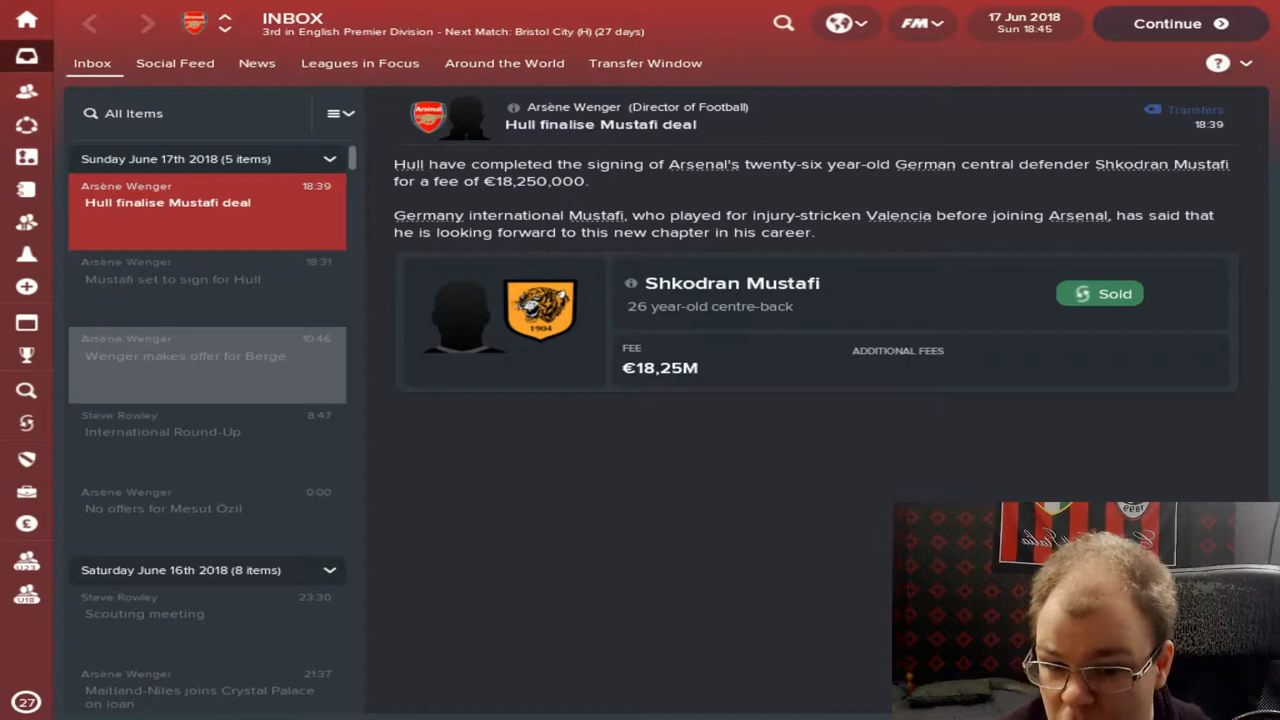 INBOX
3rd in English Premier Division - Next Match: Bristol City (H) (27 days)
FM
17 Jun 2018
Sun 18:45
Continue
Inbox
Social Feed
News
Leagues in Focus
Around the World
Transfer Window
?
All Items
Sunday June 17th 2018 (5 items)
Arsène Wenger 18:39
Hull finalise Mustafi deal
Arsène Wenger 18:31
Mustafi set to sign for Hull
Arsène Wenger 10:46
Wenger makes offer for Berge
Steve Rowley 8:47
International Round-Up
Arsène Wenger 0:00
No offers for Mesut Özil
Saturday June 16th 2018 (8 items)
Steve Rowley 23:30
Scouting meeting
Arsène Wenger 21:37
Maitland-Niles joins Crystal Palace
on loan
Arsenal
Arsène Wenger (Director of Football)
Hull finalise Mustafi deal
Transfers
18:39
Hull have completed the signing of Arsenal's twenty-six year-old German central defender Shkodran Mustafi
for a fee of €18,250,000.
Germany international Mustafi, who played for injury-stricken Valencia before joining Arsenal, has said that
he is looking forward to this new chapter in his career.
1904
Shkodran Mustafi
26 year-old centre-back
Sold
FEE
€18,25M
ADDITIONAL FEES
£
U23
U18
27